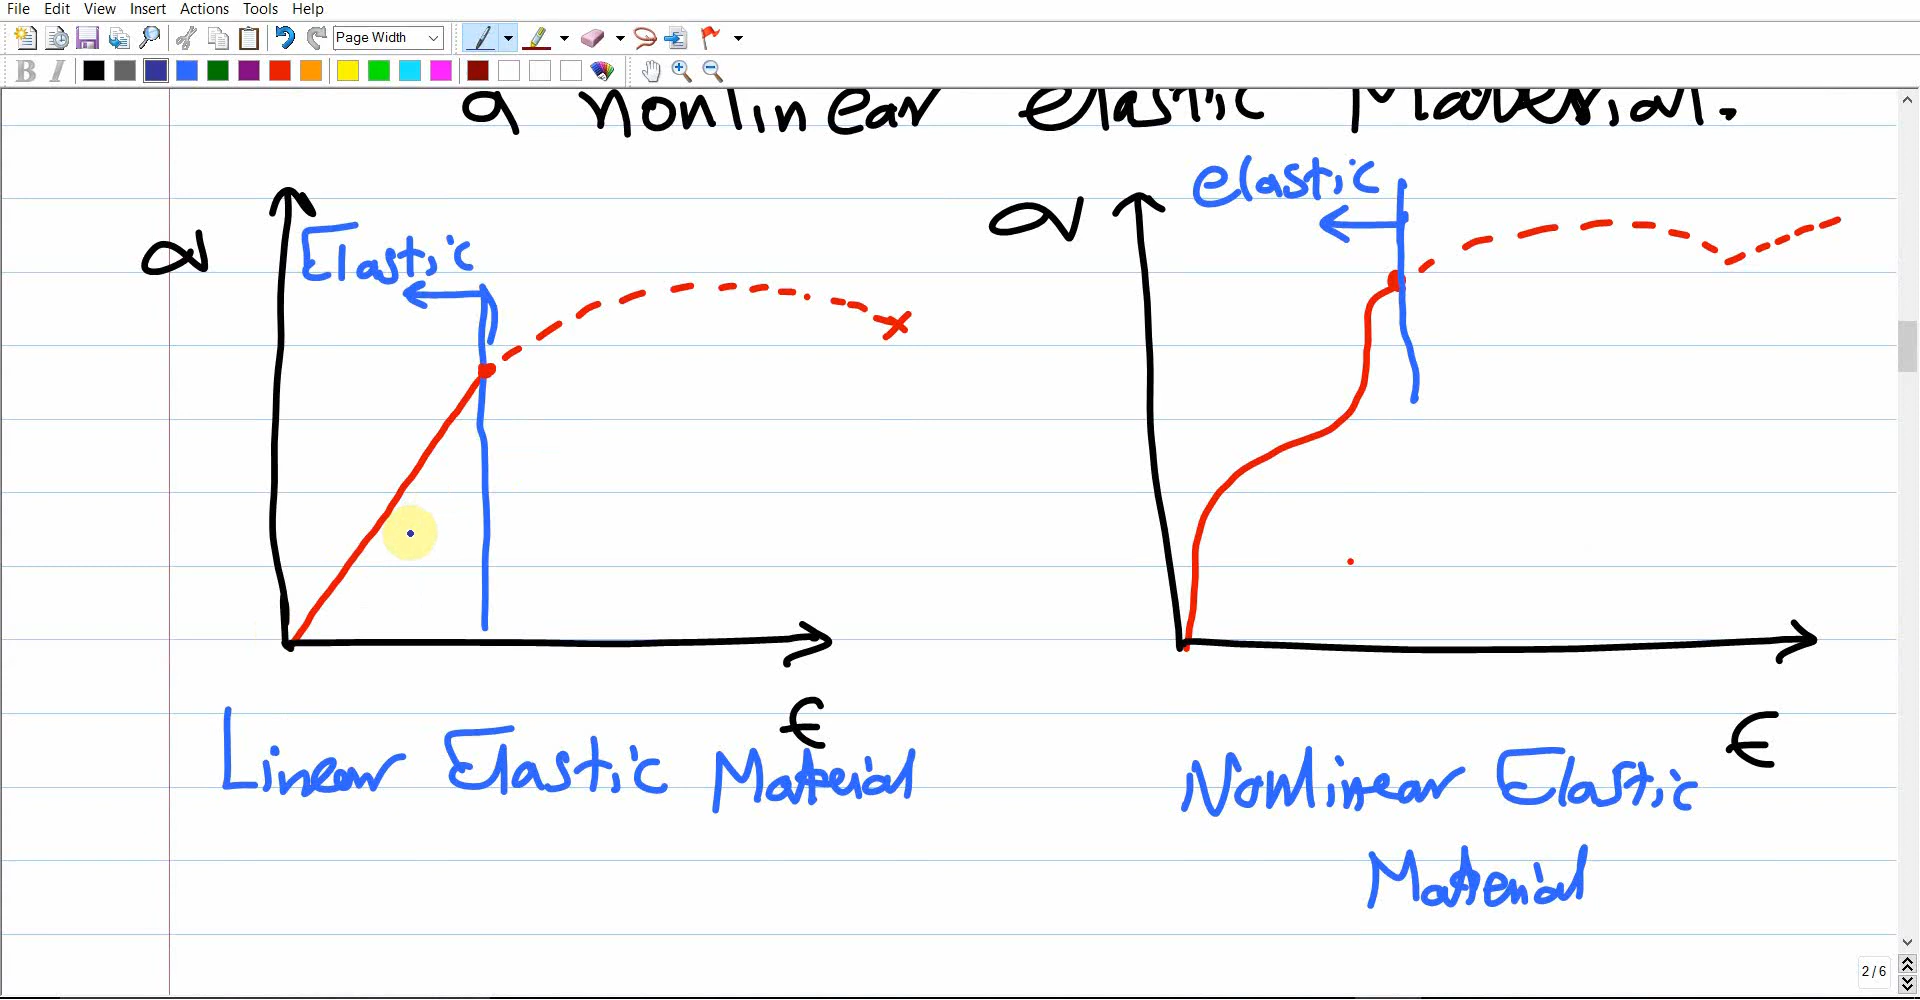 File Edit View Insert Actions Tools Help
Page Width
B I
a nonlinear elastic Material.
σ
Elastic
σ
elastic
ϵ
Linear Elastic Material
ϵ
Nonlinear Elastic
Material
2 / 6